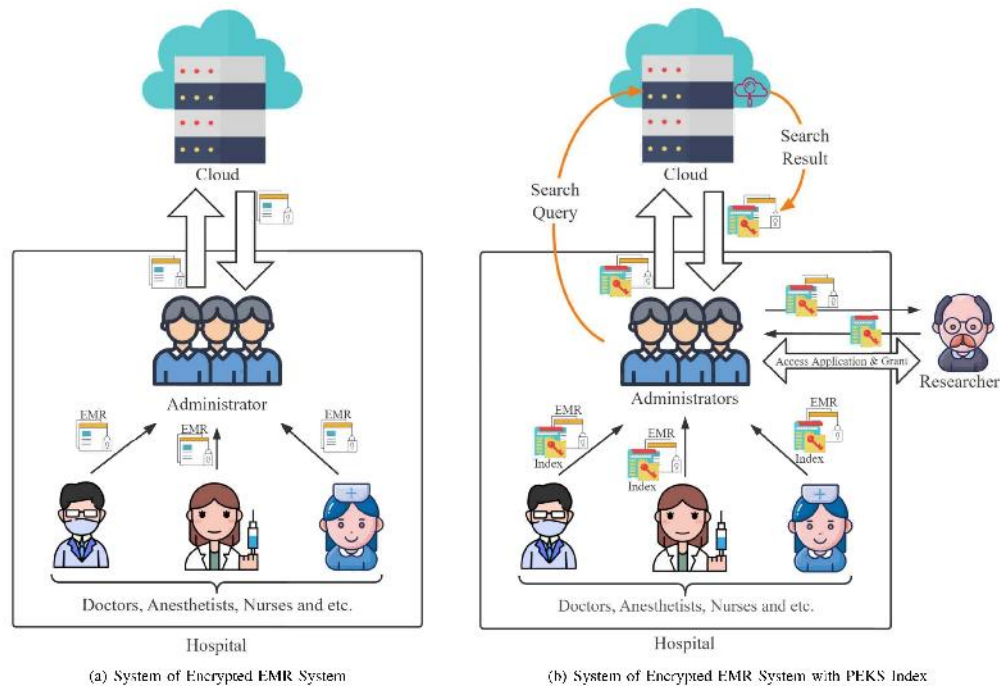 Cloud
Administrator
EMR
EMR
EMR
Doctors, Anesthetists, Nurses and etc.
Hospital
(a) System of Encrypted EMR System
Search
Result
Cloud
Search
Query
Access Application & Grant
Researcher
Administrators
EMR
Index
EMR
Index
EMR
Index
Doctors, Anesthetists, Nurses and etc.
Hospital
(b) System of Encrypted EMR System with PEKS Index